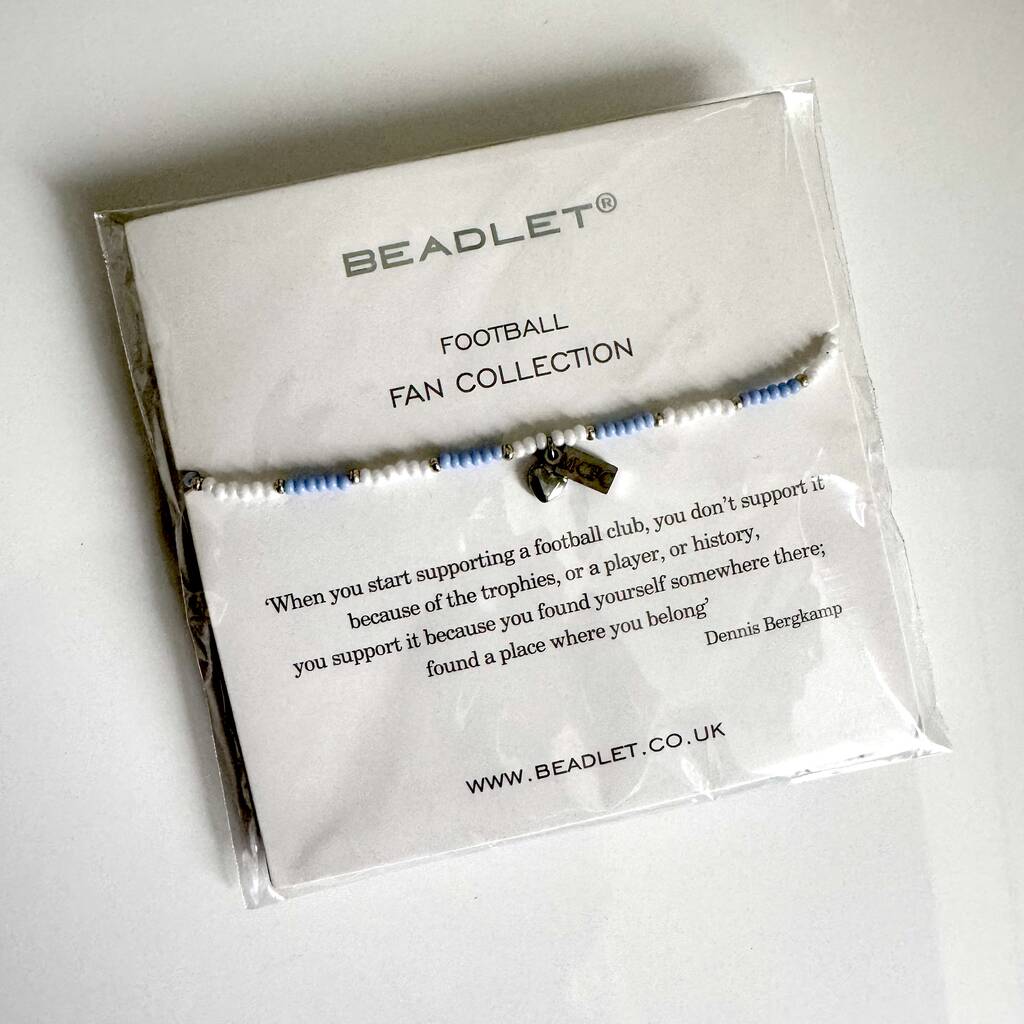 BEADLET®
FOOTBALL
FAN COLLECTION
‘When you start supporting a football club, you don’t support it
because of the trophies, or a player, or history,
you support it because you found yourself somewhere there;
found a place where you belong’
Dennis Bergkamp
WWW.BEADLET.CO.UK